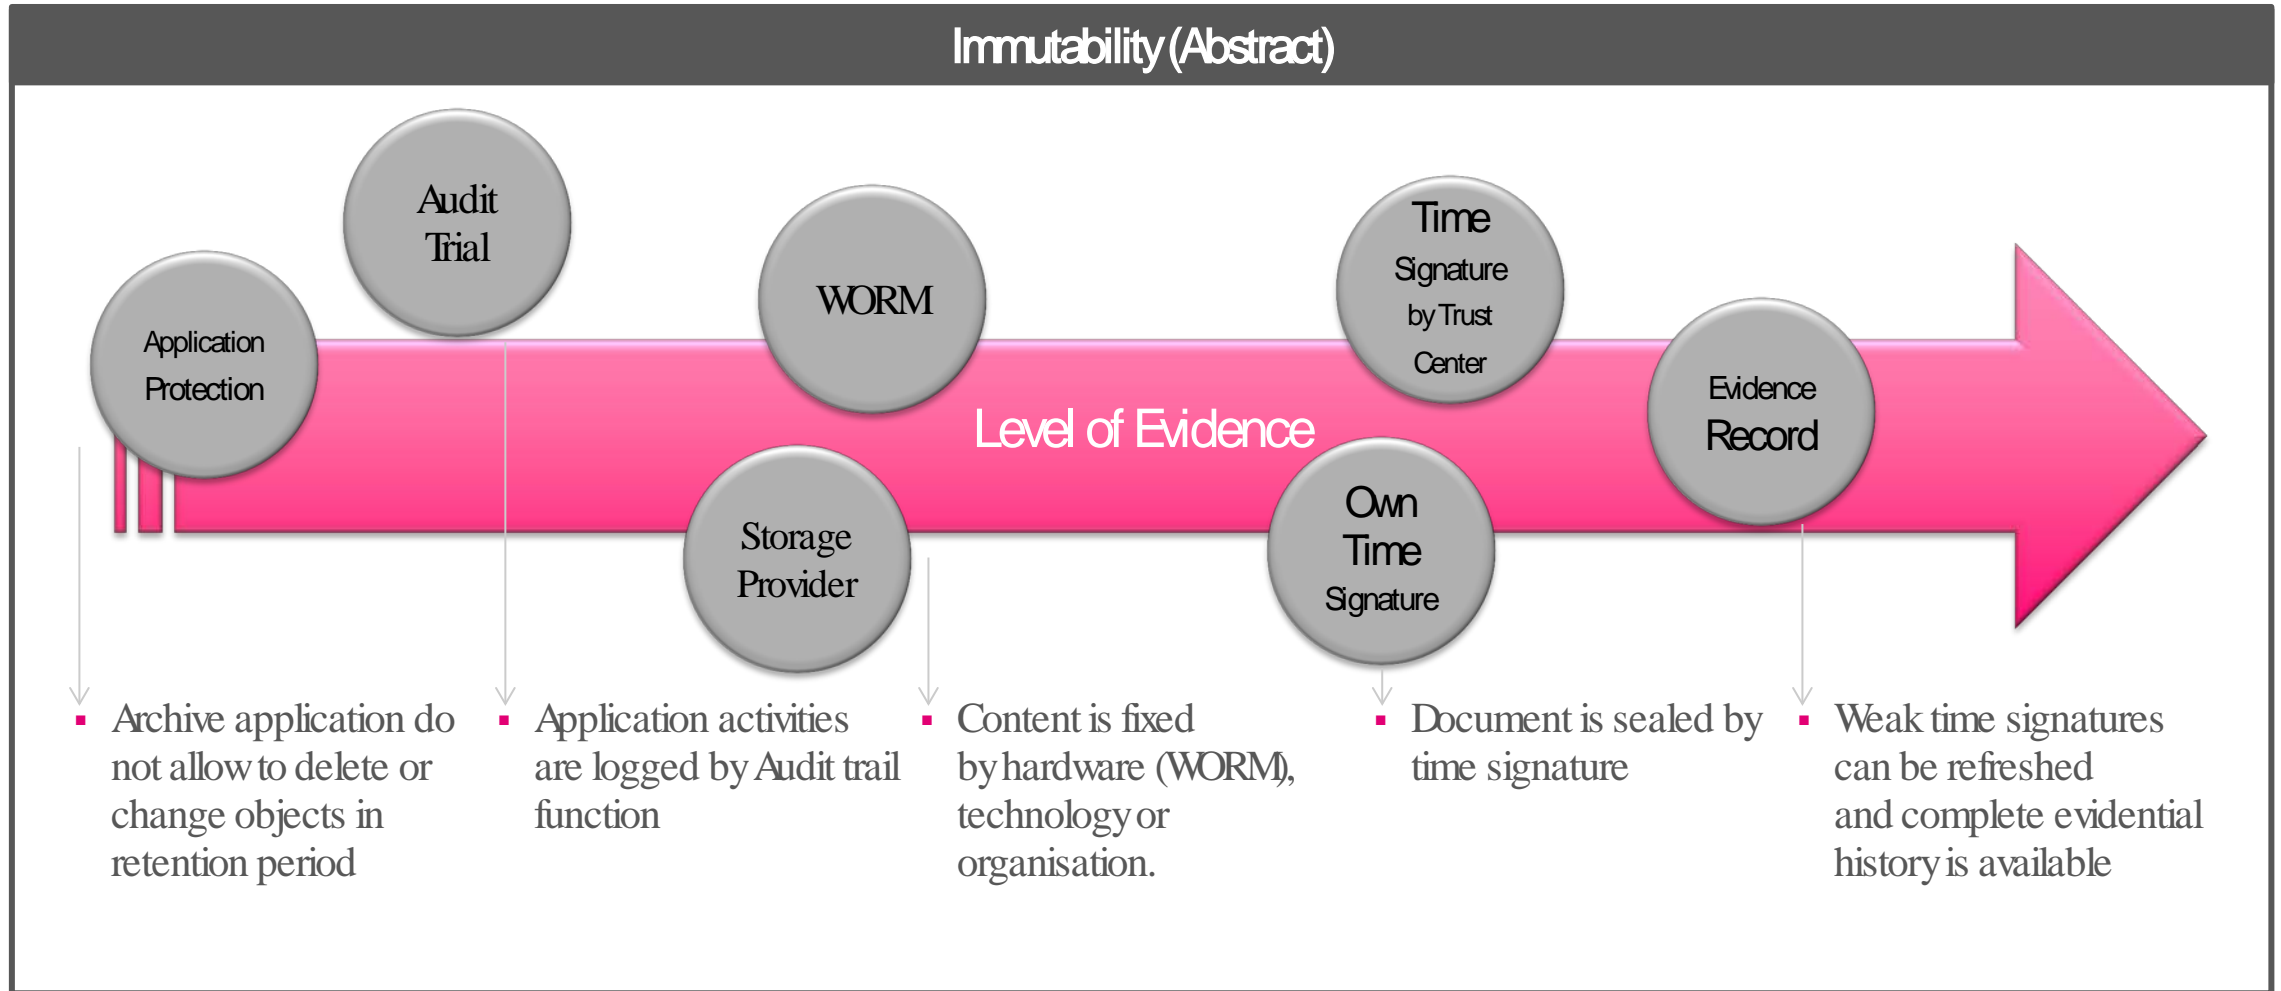 Immutability (Abstract)
Application
Protection
Audit
Trial
WORM
Storage
Provider
Level of Evidence
Time
Signature
by Trust
Center
Own
Time
Signature
Evidence
Record
▪ Archive application do
not allow to delete or
change objects in
retention period
▪ Application activities
are logged by Audit trail
function
▪ Content is fixed
by hardware (WORM),
technology or
organisation.
▪ Document is sealed by
time signature
▪ Weak time signatures
can be refreshed
and complete evidential
history is available